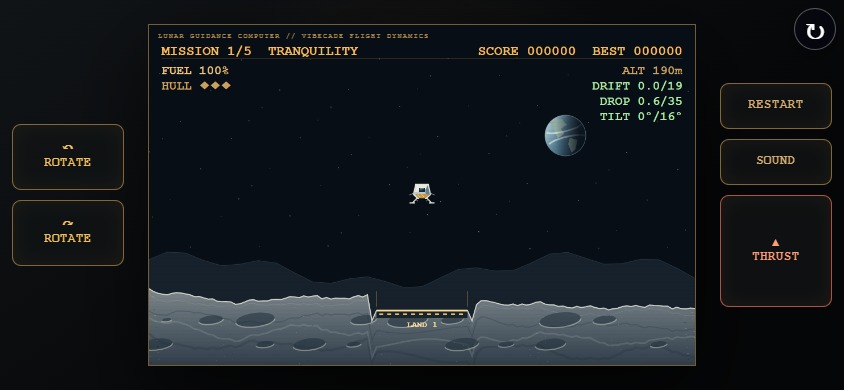 LUNAR GUIDANCE COMPUTER // VIBECADE FLIGHT DYNAMICS
MISSION 1/5 TRANQUILITY SCORE 000000 BEST 000000
FUEL 100% ALT 190m
HULL ◆◆◆ DRIFT 0.0/19
DROP 0.6/35
TILT 0°/16°
↻
RESTART
SOUND
ROTATE
ROTATE
▲
THRUST
LAND 1